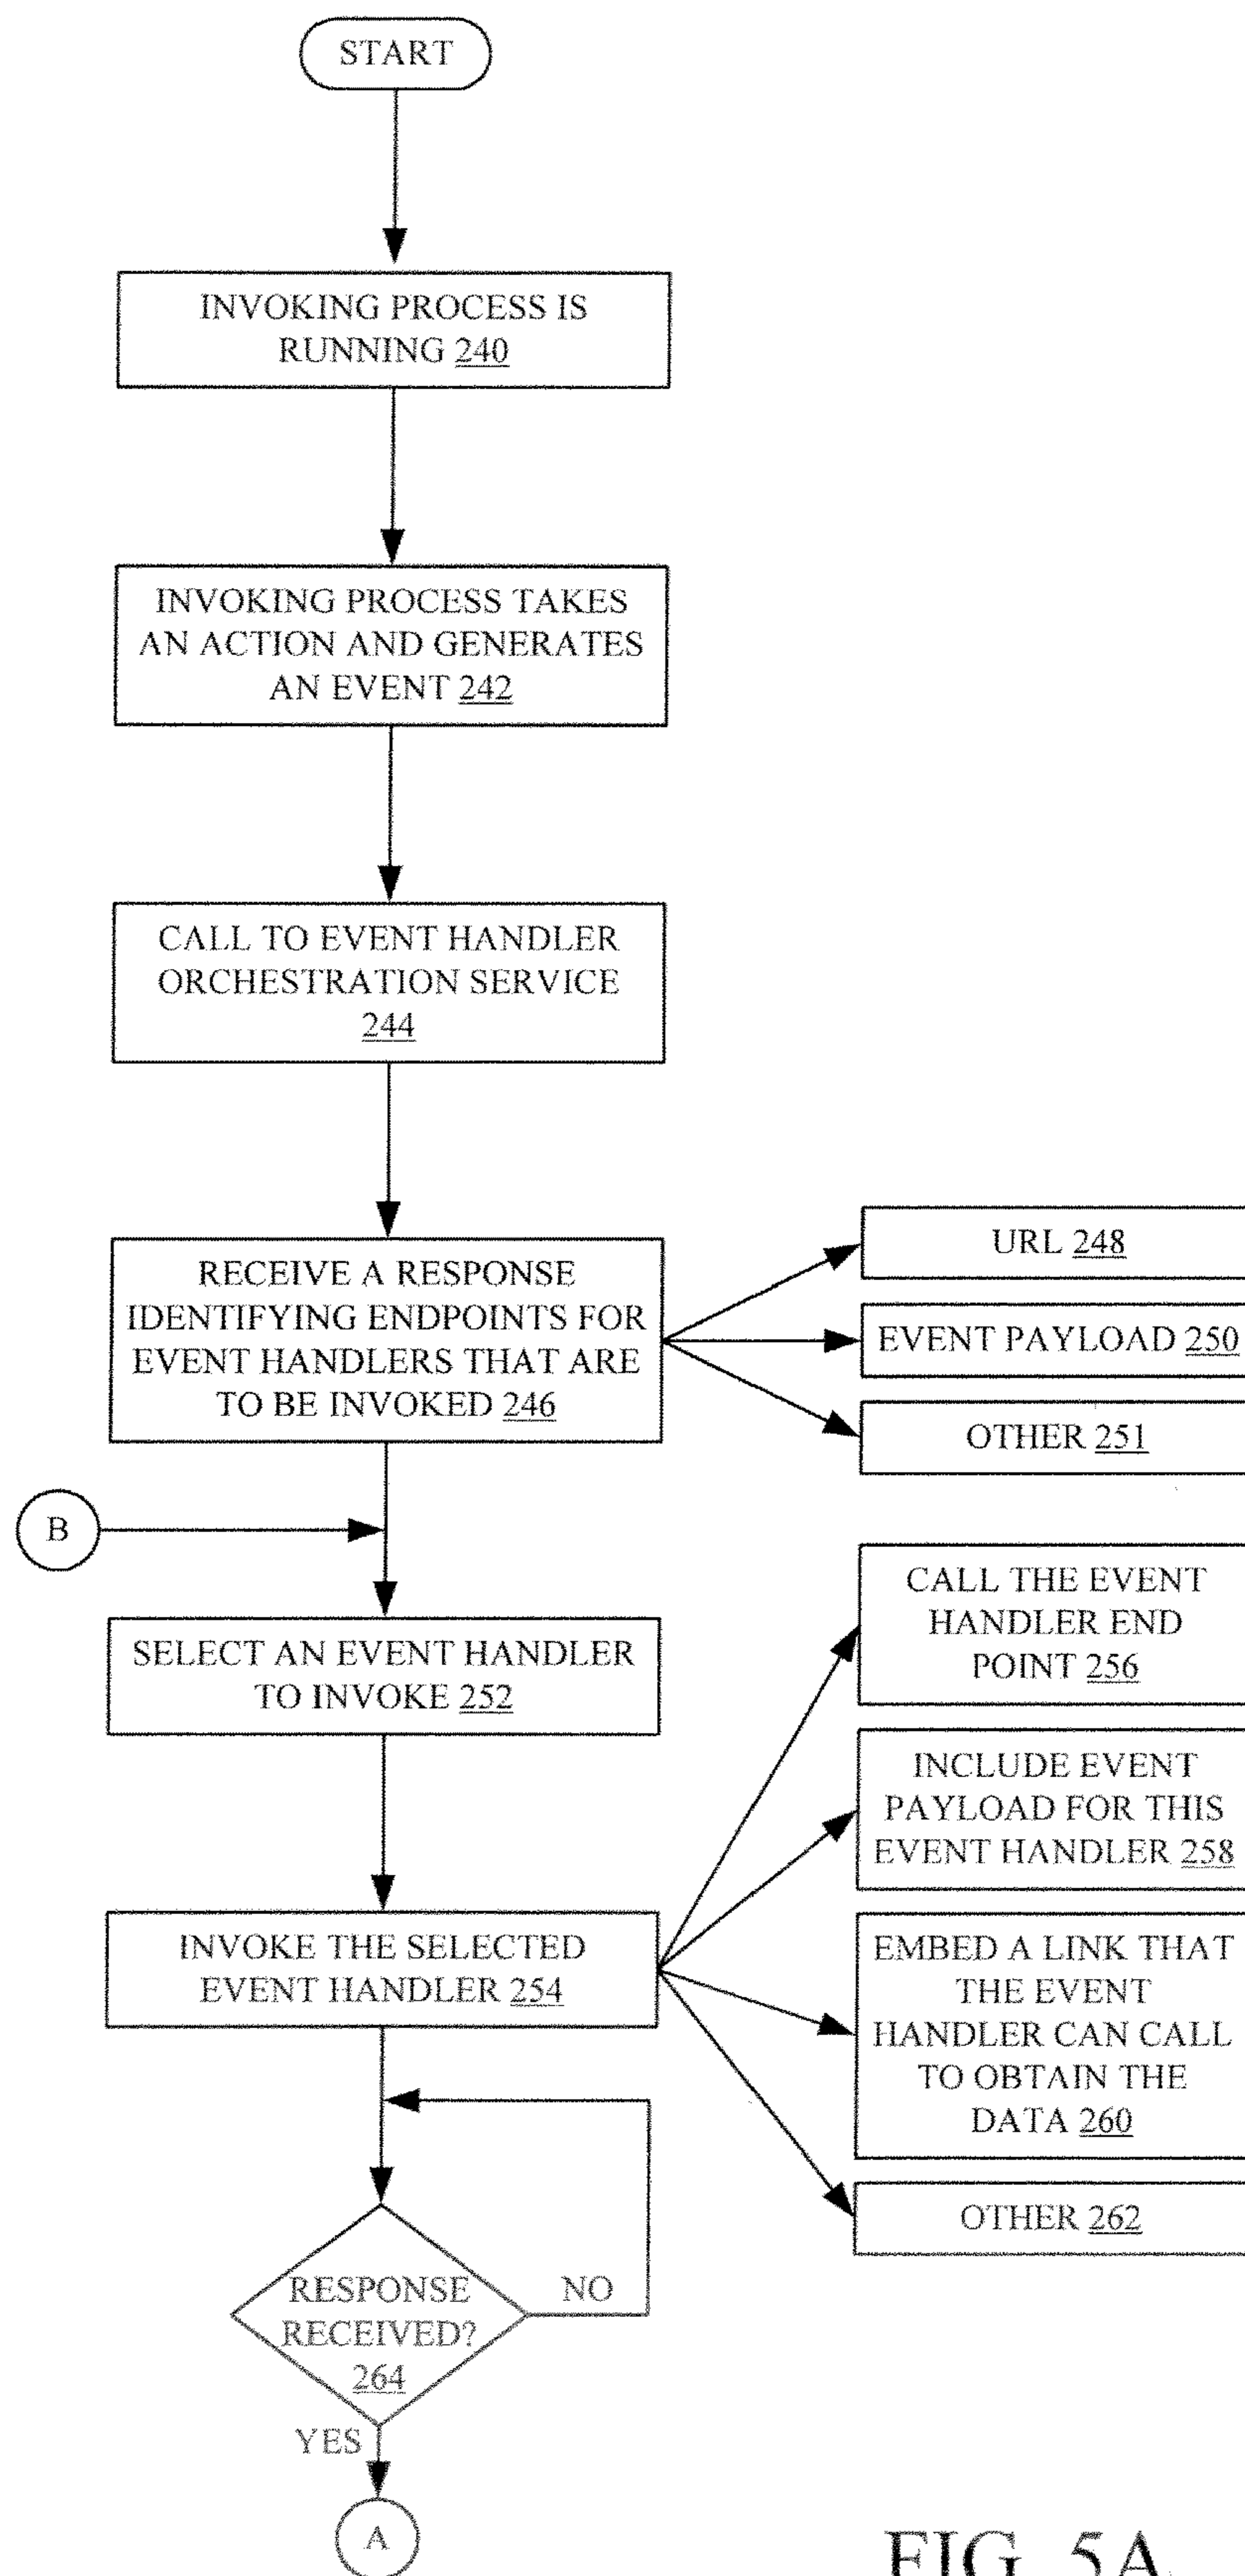 START
INVOKING PROCESS IS
RUNNING 240
INVOKING PROCESS TAKES
AN ACTION AND GENERATES
AN EVENT 242
CALL TO EVENT HANDLER
ORCHESTRATION SERVICE
244
RECEIVE A RESPONSE
IDENTIFYING ENDPOINTS FOR
EVENT HANDLERS THAT ARE
TO BE INVOKED 246
URL 248
EVENT PAYLOAD 250
OTHER 251
B
SELECT AN EVENT HANDLER
TO INVOKE 252
INVOKE THE SELECTED
EVENT HANDLER 254
CALL THE EVENT
HANDLER END
POINT 256
INCLUDE EVENT
PAYLOAD FOR THIS
EVENT HANDLER 258
EMBED A LINK THAT
THE EVENT
HANDLER CAN CALL
TO OBTAIN THE
DATA 260
OTHER 262
RESPONSE
RECEIVED?
264
NO
YES
A
FIG. 5A